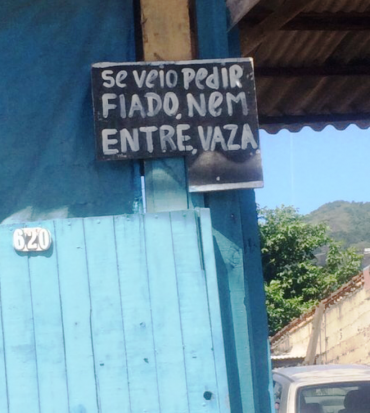 Se veio Pedir
FIADO, Nem
ENTRE, VAZA
620